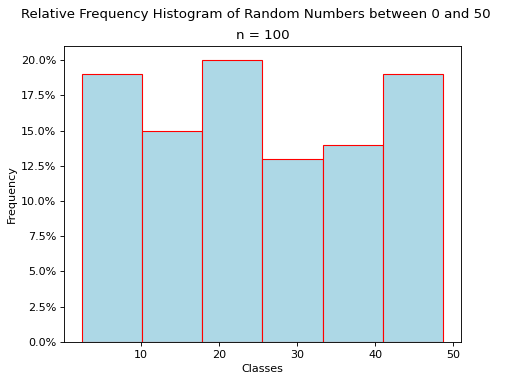 Relative Frequency Histogram of Random Numbers between 0 and 50
n = 100
20.0%
17.5%
15.0%
12.5%
10.0%
7.5%
5.0%
2.5%
0.0%
Frequency
10 20 30 40 50
Classes